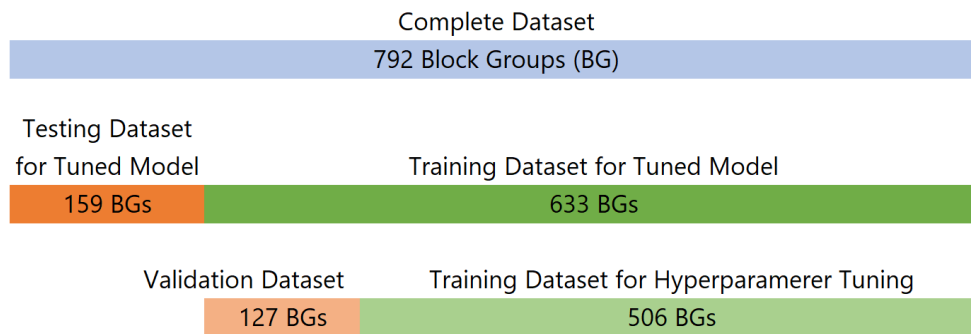 Complete Dataset
792 Block Groups (BG)
Testing Dataset
for Tuned Model
Training Dataset for Tuned Model
159 BGs
633 BGs
Validation Dataset
Training Dataset for Hyperparamerer Tuning
127 BGs
506 BGs